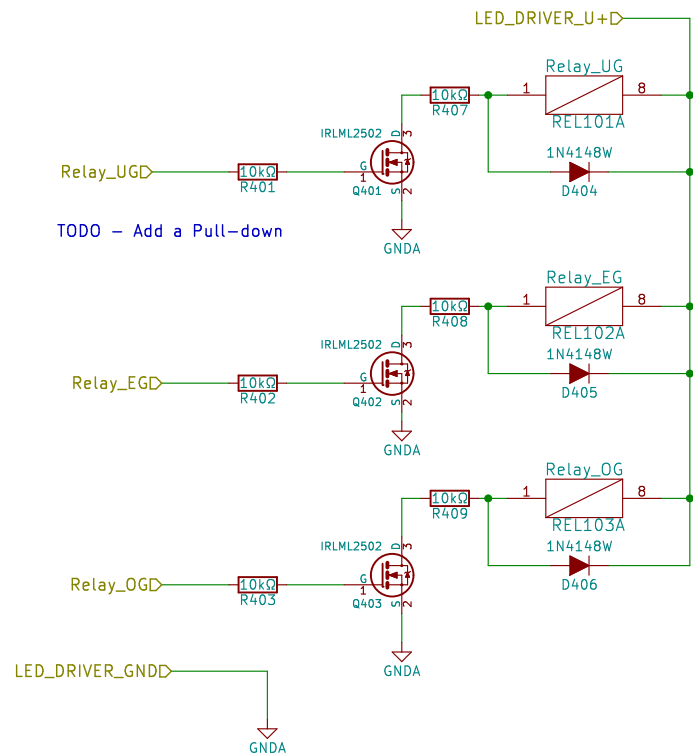 LED_DRIVER_U+
Relay_UG
1 8
REL101A
1N4148W
D404
10kΩ
R407
IRLML2502
D
3
G
1
Q401
S
2
GNDA
Relay_UG
10kΩ
R401
TODO - Add a Pull-down
Relay_EG
1 8
REL102A
1N4148W
D405
10kΩ
R408
IRLML2502
D
3
G
1
Q402
S
2
GNDA
Relay_EG
10kΩ
R402
Relay_OG
1 8
REL103A
1N4148W
D406
10kΩ
R409
IRLML2502
D
3
G
1
Q403
S
2
GNDA
Relay_OG
10kΩ
R403
LED_DRIVER_GND
GNDA